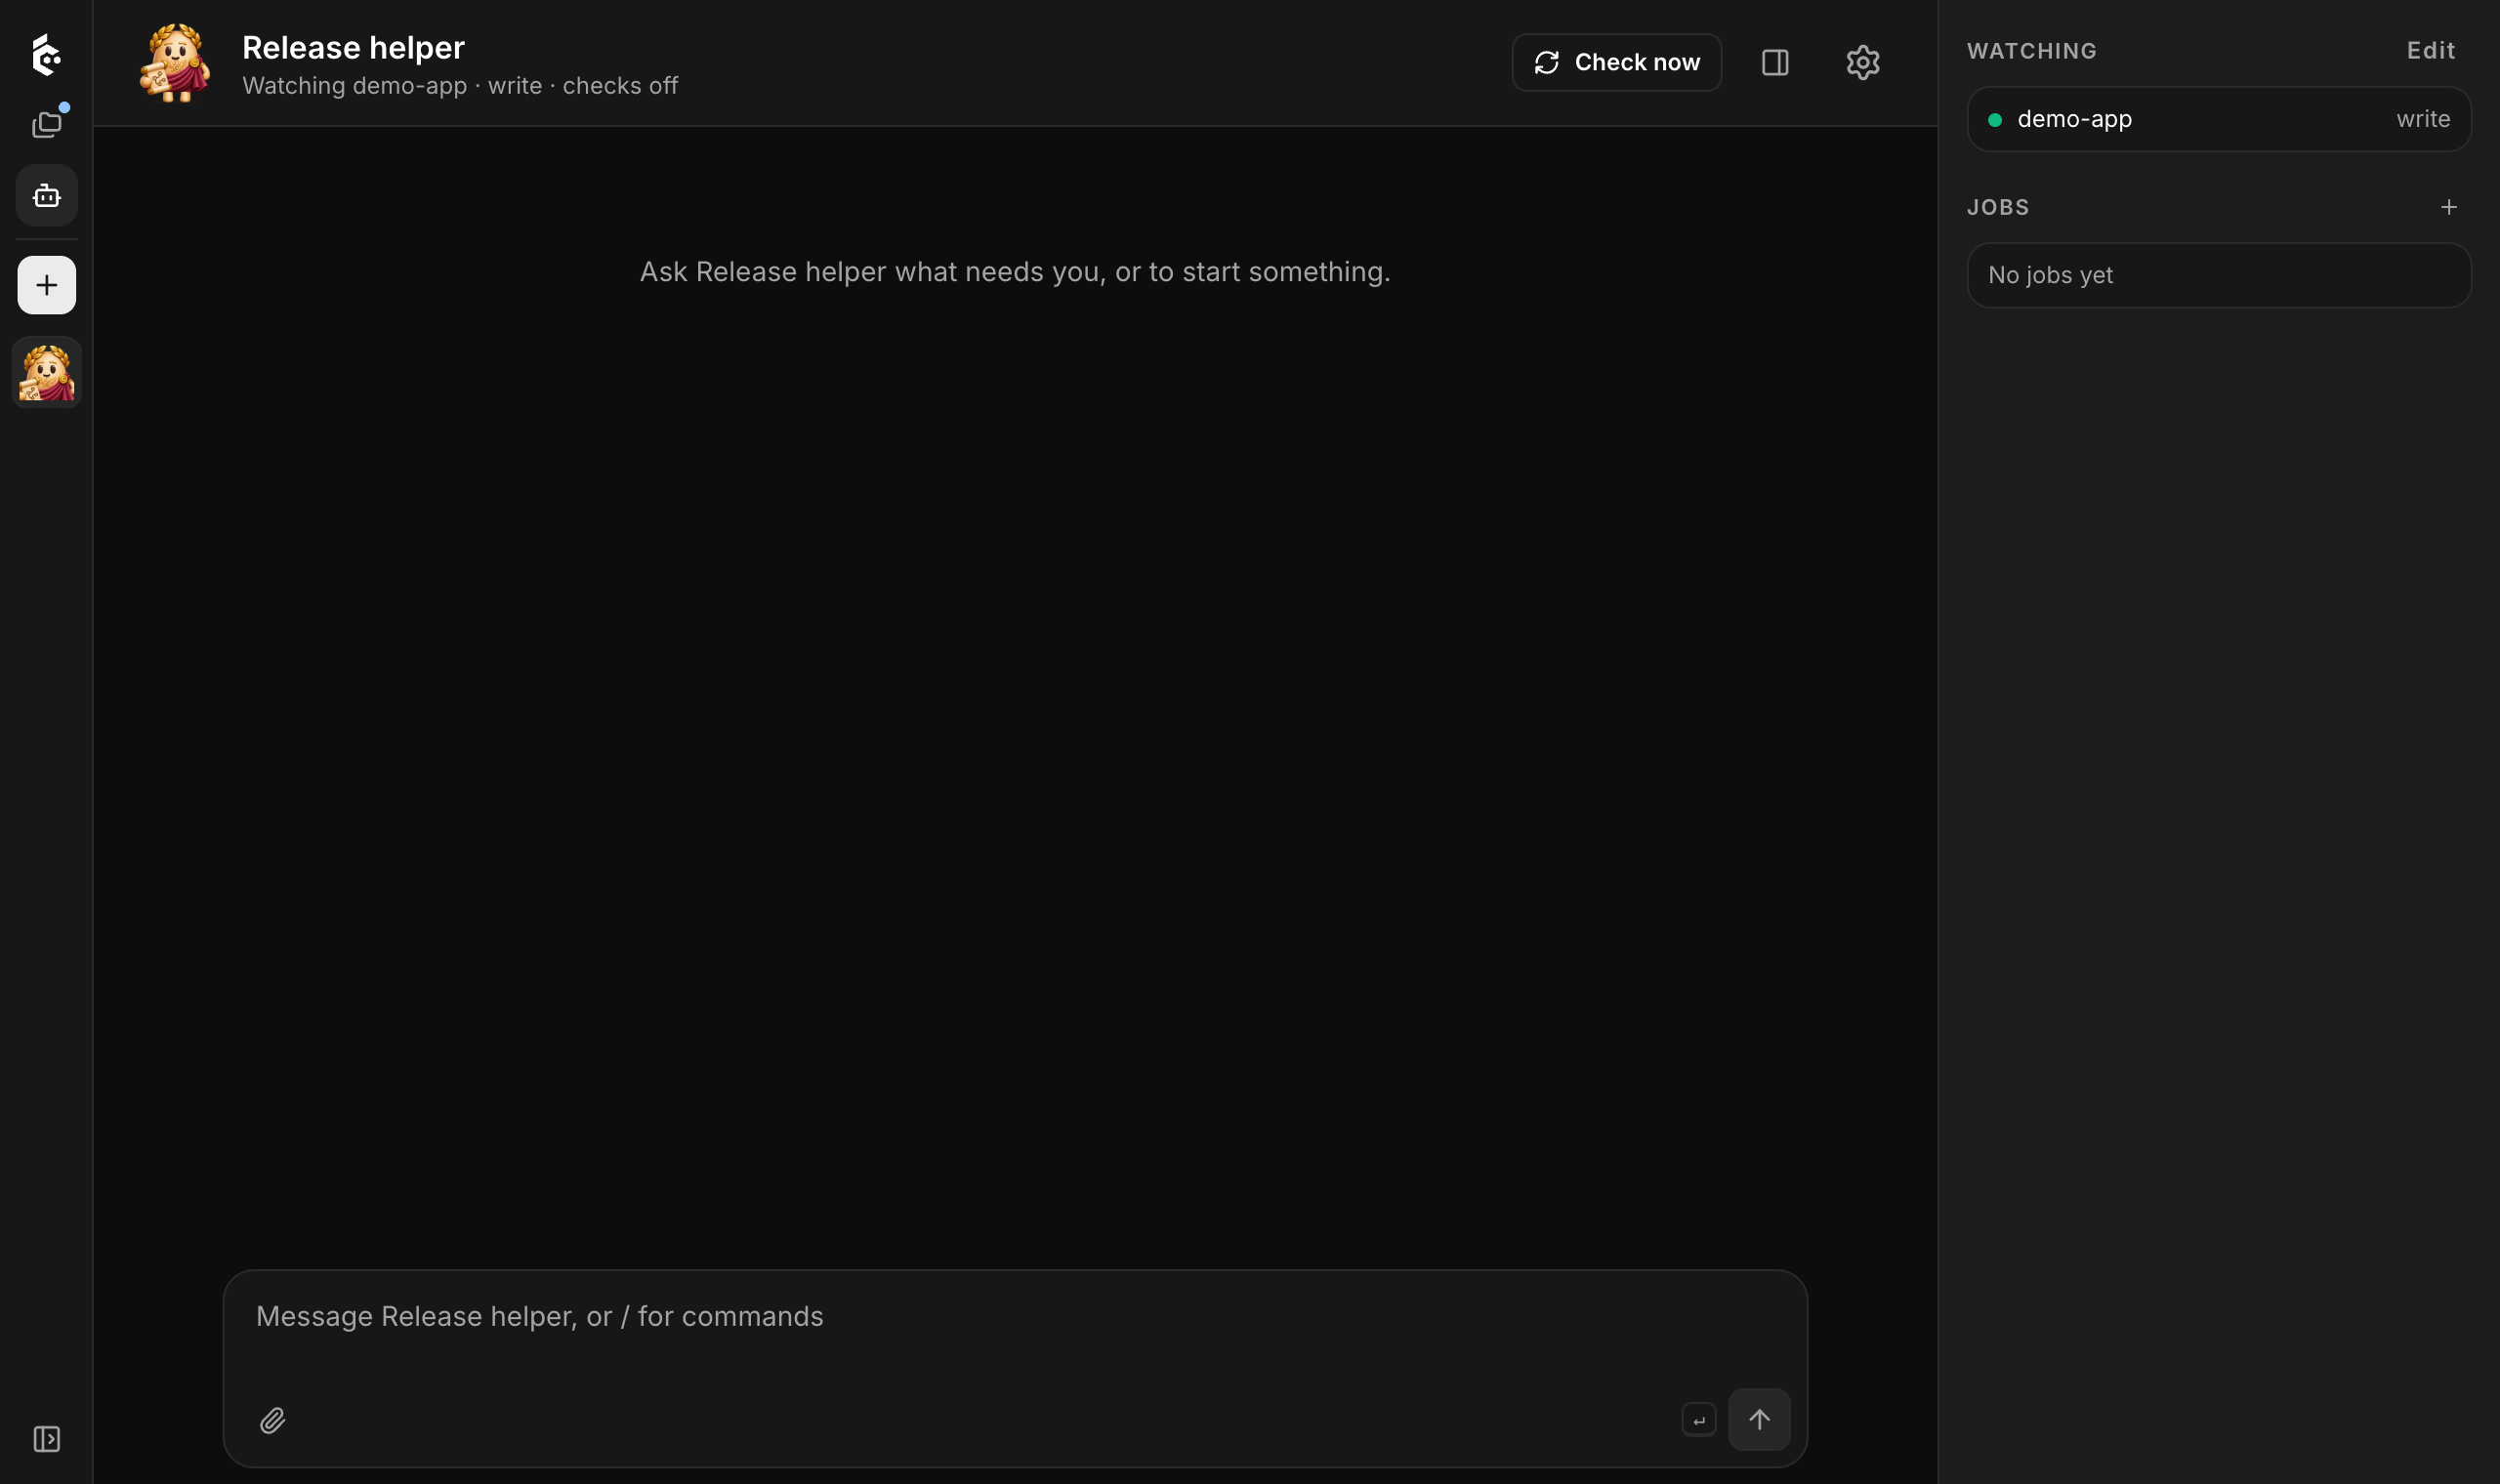 Release helper
Watching demo-app · write · checks off
Check now
Ask Release helper what needs you, or to start something.
Message Release helper, or / for commands
WATCHING
Edit
demo-app
write
JOBS
No jobs yet